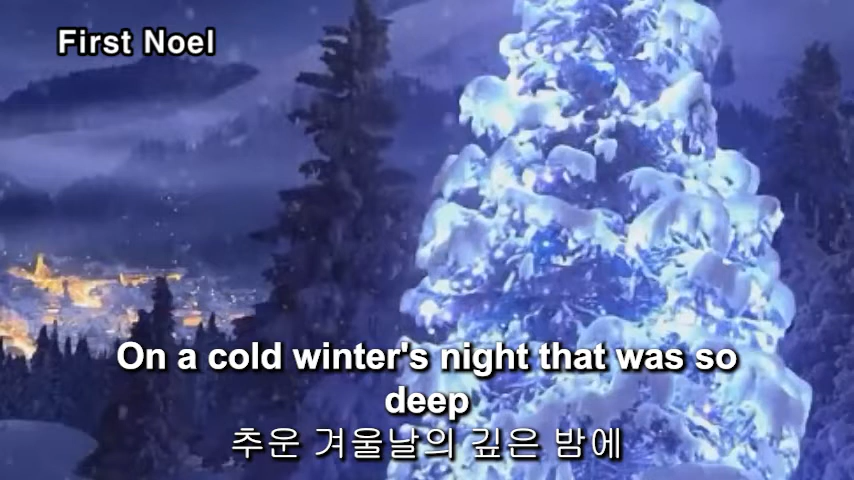 First Noel
On a cold winter's night that was so
deep
추운 겨울날의 깊은 밤에